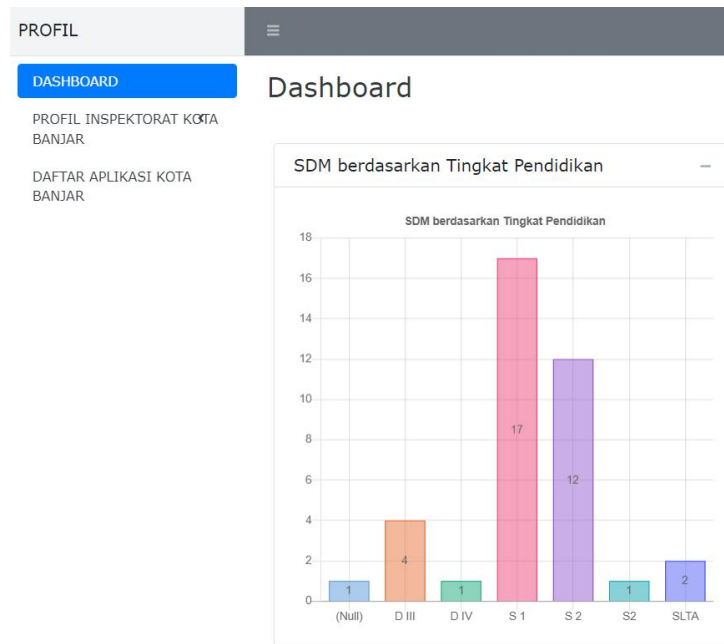 PROFIL
DASHBOARD
PROFIL INSPEKTORAT KOTA
BANJAR
DAFTAR APLIKASI KOTA
BANJAR
Dashboard
SDM berdasarkan Tingkat Pendidikan
SDM berdasarkan Tingkat Pendidikan
18
16
14
12
10
8
6
4
2
0
1
4
1
17
12
1
2
(Null) D III D IV S 1 S 2 S2 SLTA